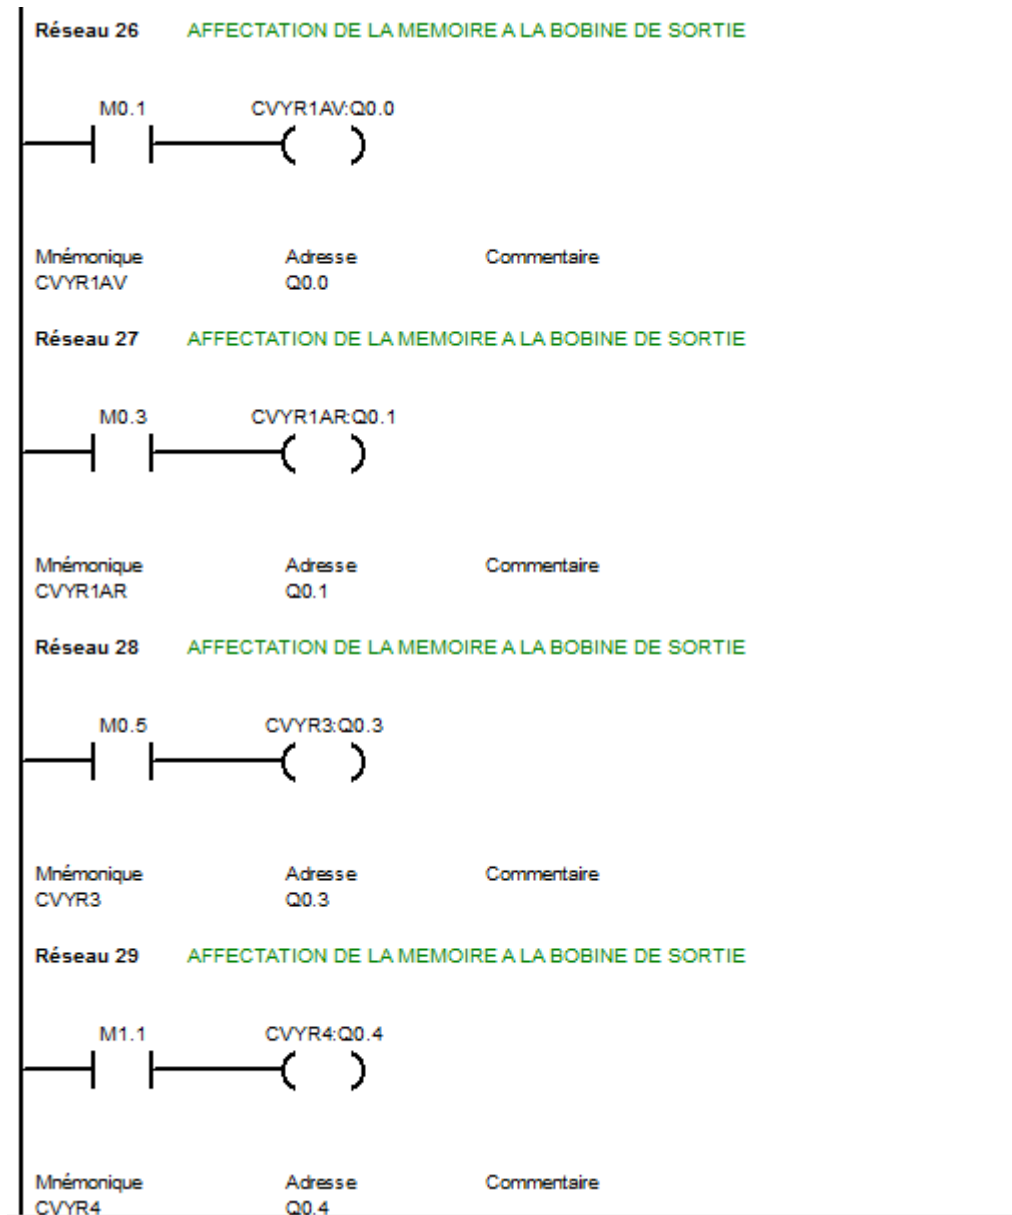 Réseau 26 AFFECTATION DE LA MEMOIRE A LA BOBINE DE SORTIE
M0.1 CVYR1AV:Q0.0
Mnémonique Adresse Commentaire
CVYR1AV Q0.0
Réseau 27 AFFECTATION DE LA MEMOIRE A LA BOBINE DE SORTIE
M0.3 CVYR1AR:Q0.1
Mnémonique Adresse Commentaire
CVYR1AR Q0.1
Réseau 28 AFFECTATION DE LA MEMOIRE A LA BOBINE DE SORTIE
M0.5 CVYR3:Q0.3
Mnémonique Adresse Commentaire
CVYR3 Q0.3
Réseau 29 AFFECTATION DE LA MEMOIRE A LA BOBINE DE SORTIE
M1.1 CVYR4:Q0.4
Mnémonique Adresse Commentaire
CVYR4 Q0.4